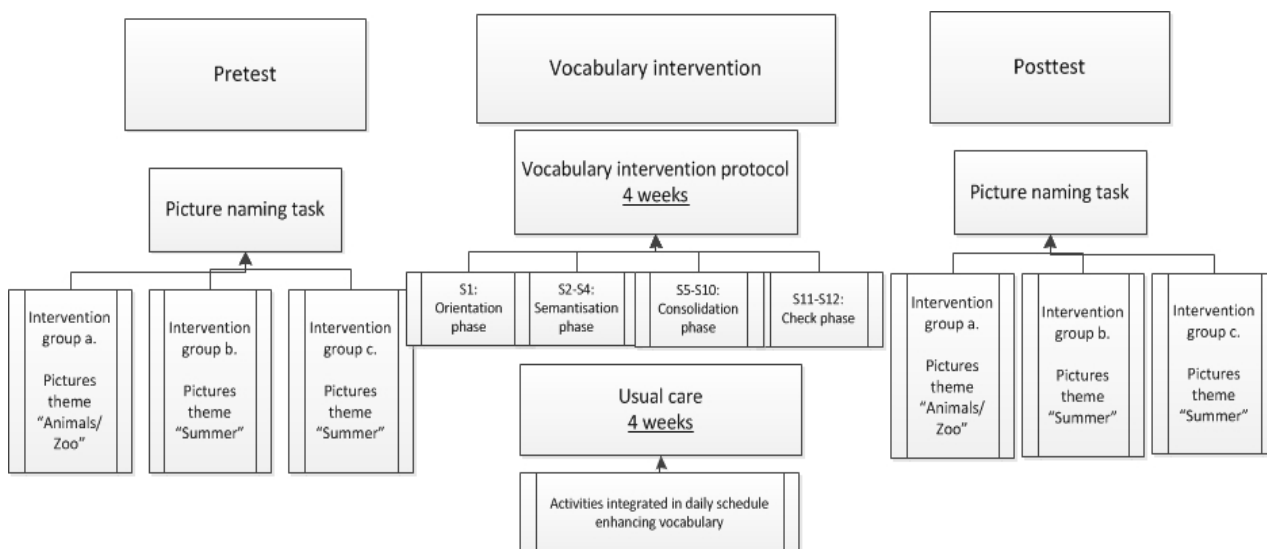 Pretest
Picture naming task
Intervention
group a.
Pictures
theme
“Animals/
Zoo”
Intervention
group b.
Pictures
theme
“Summer”
Intervention
group c.
Pictures
theme
“Summer”
Vocabulary intervention
Vocabulary intervention protocol
4 weeks
S1:
Orientation
phase
S2-S4:
Semantisation
phase
S5-S10:
Consolidation
phase
S11-S12:
Check phase
Usual care
4 weeks
Activities integrated in daily schedule
enhancing vocabulary
Posttest
Picture naming task
Intervention
group a.
Pictures
theme
“Animals/
Zoo”
Intervention
group b.
Pictures
theme
“Summer”
Intervention
group c.
Pictures
theme
“Summer”